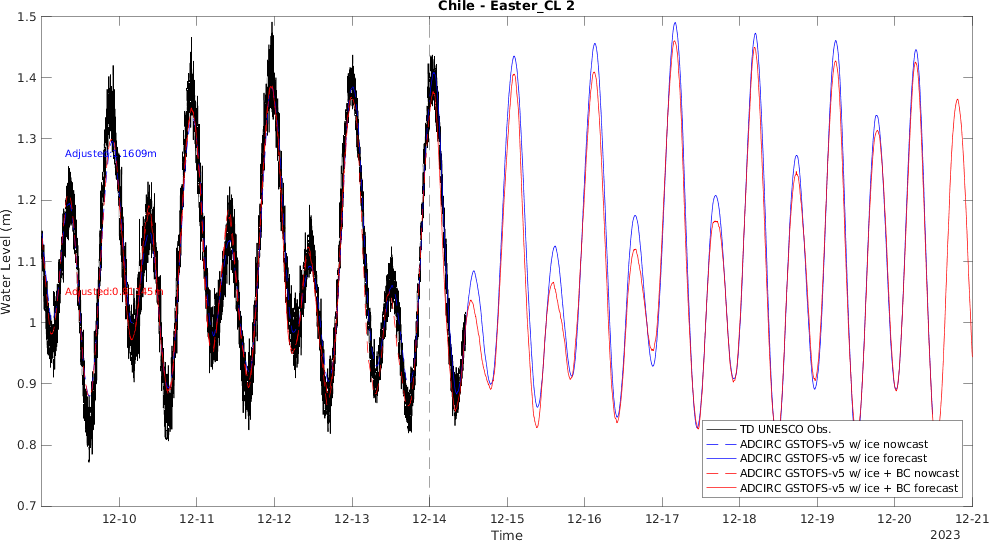 Chile - Easter_CL 2
1.5
1.4
1.3
1.2
1.1
1
0.9
0.8
0.7
Water Level (m)
12-10
12-11
12-12
12-13
12-14
12-15
12-16
12-17
12-18
12-19
12-20
12-21
2023
Time
TD UNESCO Obs.
ADCIRC GSTOFS-v5 w/ ice nowcast
ADCIRC GSTOFS-v5 w/ ice forecast
ADCIRC GSTOFS-v5 w/ ice + BC nowcast
ADCIRC GSTOFS-v5 w/ ice + BC forecast